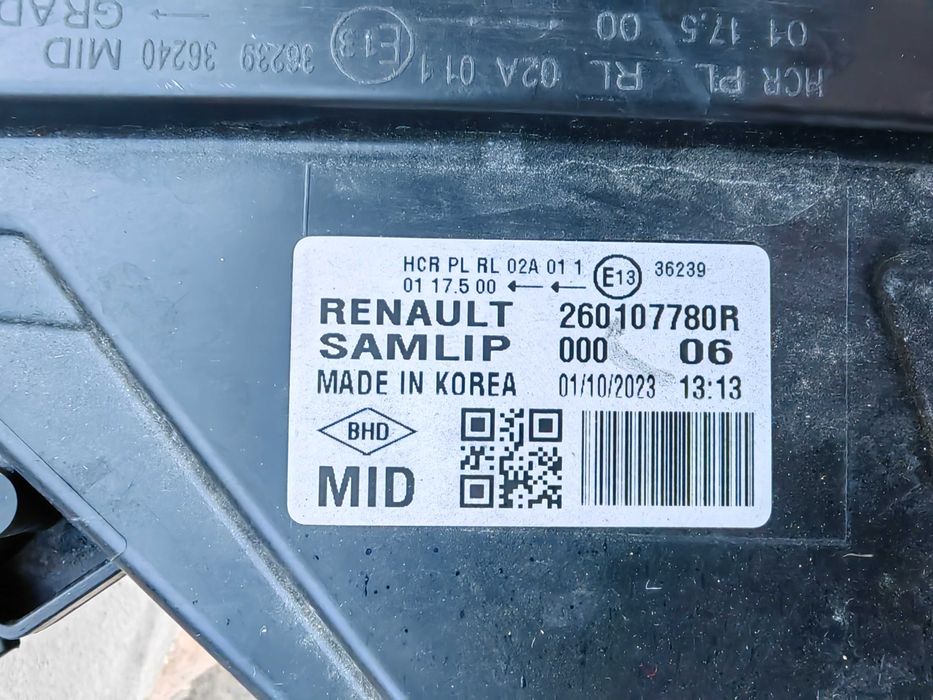 HCR PL RL 02A 01 1 E13 36239 36240 MID
01 17.5 00 ← ←
HCR PL RL 02A 01 1 E13 36239
01 17.5 00 ← ←
RENAULT 260107780R
SAMLIP 000 06
MADE IN KOREA 01/10/2023 13:13
BHD
MID